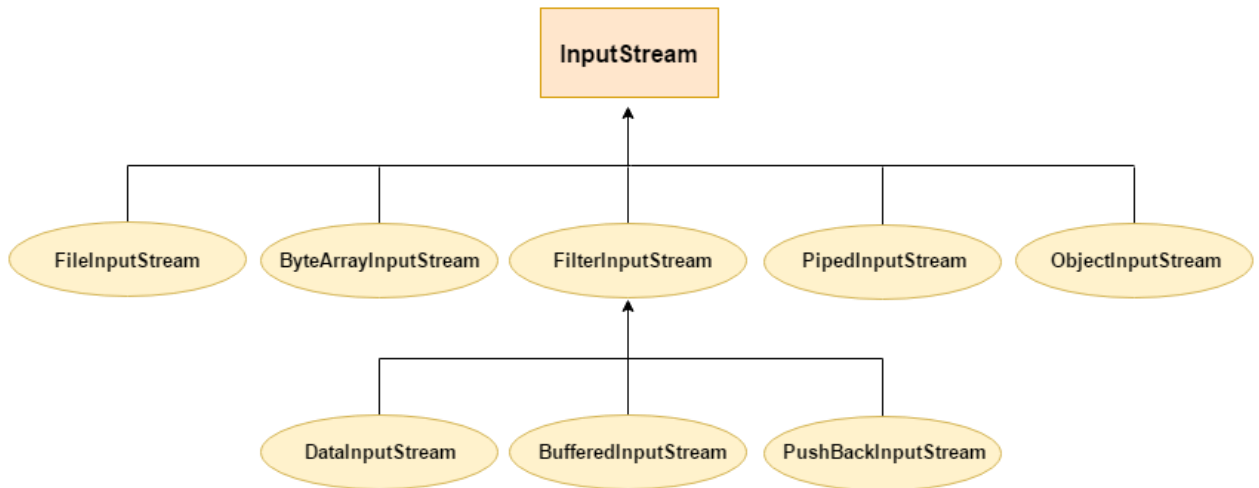 InputStream
FileInputStream
ByteArrayInputStream
FilterInputStream
PipedInputStream
ObjectInputStream
DataInputStream
BufferedInputStream
PushBackInputStream